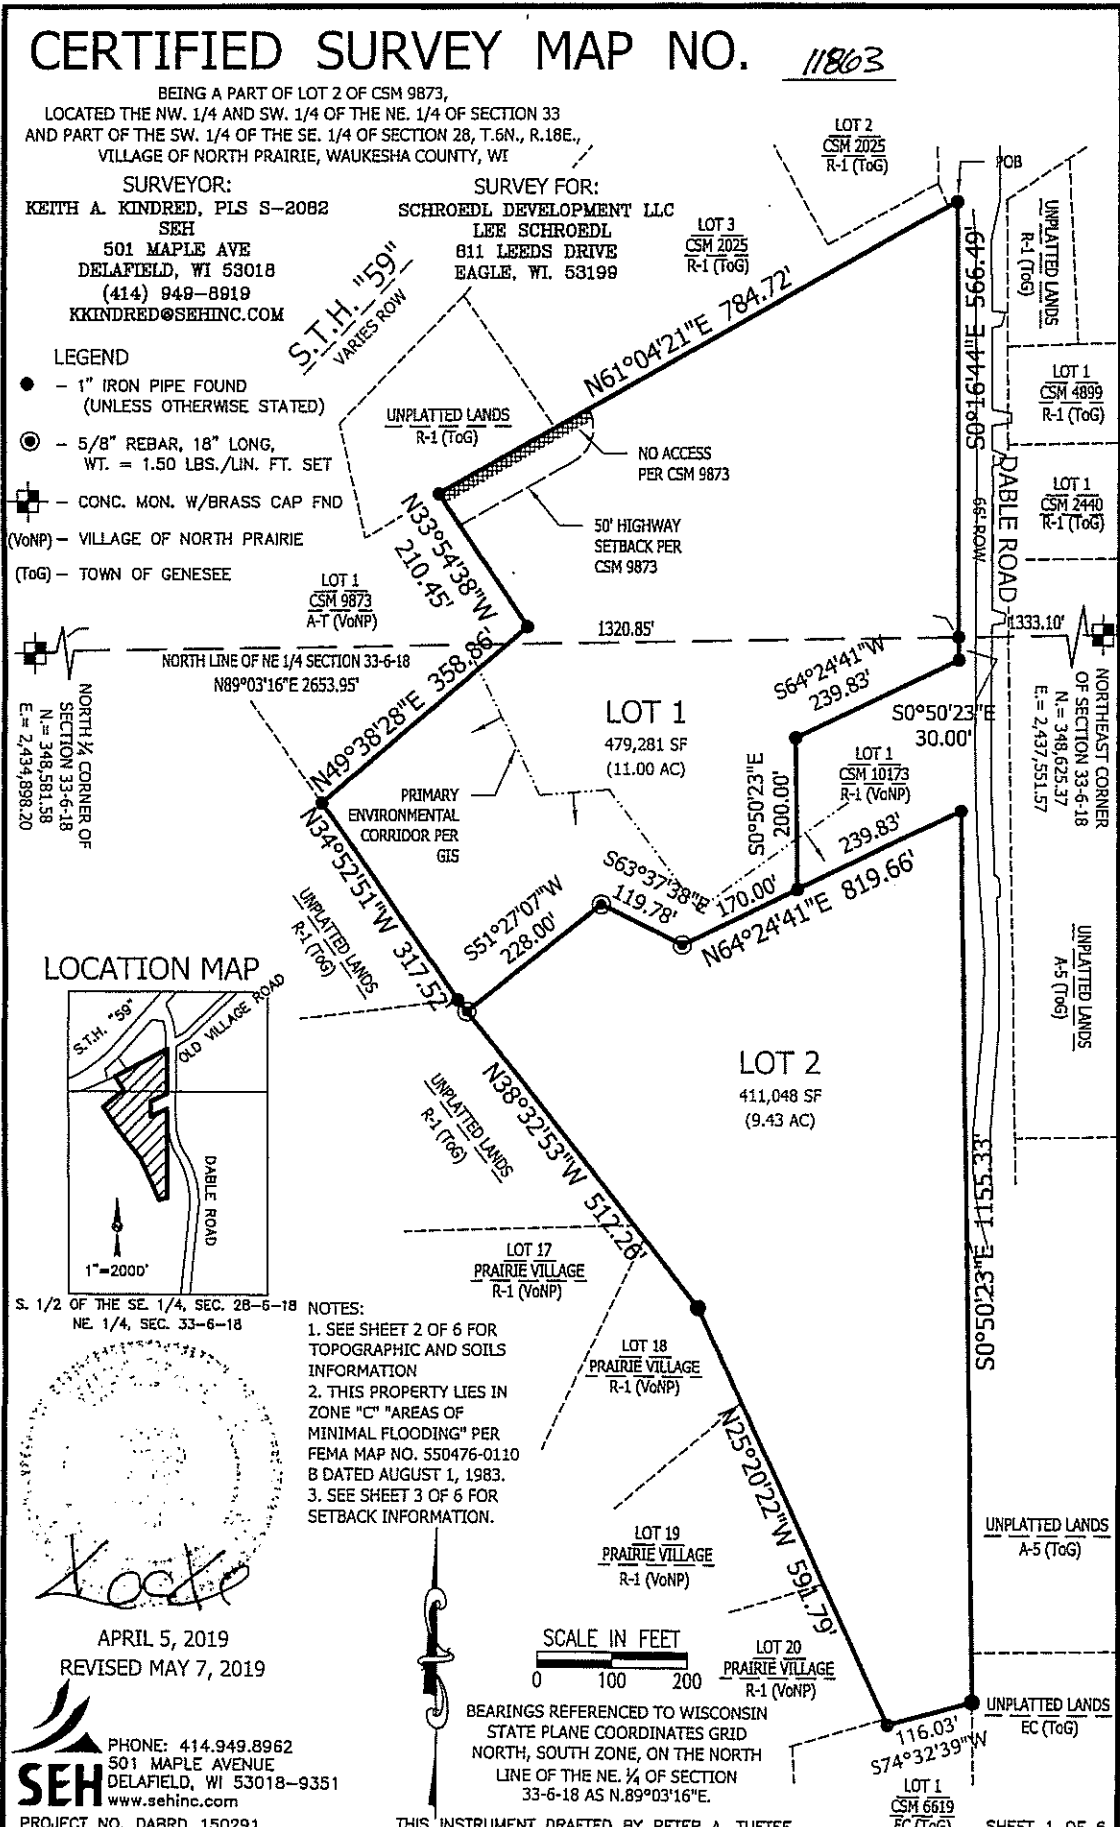 CERTIFIED SURVEY MAP NO. 11863
BEING A PART OF LOT 2 OF CSM 9873,
LOCATED THE NW. 1/4 AND SW. 1/4 OF THE NE. 1/4 OF SECTION 33
AND PART OF THE SW. 1/4 OF THE SE. 1/4 OF SECTION 28, T.6N., R.18E.,
VILLAGE OF NORTH PRAIRIE, WAUKESHA COUNTY, WI
SURVEYOR:
KEITH A. KINDRED, PLS S-2082
SEH
501 MAPLE AVE
DELAFIELD, WI 53018
(414) 949-8919
KKINDRED@SEHINC.COM
SURVEY FOR:
SCHROEDL DEVELOPMENT LLC
LEE SCHROEDL
811 LEEDS DRIVE
EAGLE, WI. 53199
LEGEND
- 1" IRON PIPE FOUND
(UNLESS OTHERWISE STATED)
- 5/8" REBAR, 18" LONG,
WT. = 1.50 LBS./LIN. FT. SET
- CONC. MON. W/BRASS CAP FND
(VoNP) - VILLAGE OF NORTH PRAIRIE
(ToG) - TOWN OF GENESEE
S.T.H. "59"
VARIES ROW
LOT 2
CSM 2025
R-1 (ToG)
LOT 3
CSM 2025
R-1 (ToG)
POB
UNPLATTED LANDS
R-1 (ToG)
N61°04'21"E 784.72'
S0°16'44"E 566.49'
UNPLATTED LANDS
R-1 (ToG)
NO ACCESS
PER CSM 9873
50' HIGHWAY
SETBACK PER
CSM 9873
LOT 1
CSM 4899
R-1 (ToG)
LOT 1
CSM 2440
R-1 (ToG)
DABLE ROAD
66' ROW
N33°54'38"W
210.45'
LOT 1
CSM 9873
A-T (VoNP)
1320.85'
1333.10'
NORTH LINE OF NE 1/4 SECTION 33-6-18
N89°03'16"E 2653.95'
NORTH ¼ CORNER OF
SECTION 33-6-18
N.= 348,581.58
E.= 2,434,898.20
NORTHEAST CORNER
OF SECTION 33-6-18
N.= 348,625.37
E.= 2,437,551.57
N49°38'28"E 358.86'
S64°24'41"W
239.83'
S0°50'23"E
30.00'
LOT 1
479,281 SF
(11.00 AC)
S0°50'23"E
200.00'
LOT 1
CSM 10173
R-1 (VoNP)
239.83'
PRIMARY
ENVIRONMENTAL
CORRIDOR PER
GIS
N34°52'51"W 317.52'
UNPLATTED LANDS
R-1 (ToG)
S51°27'07"W
228.00'
S63°37'38"E
119.78'
170.00'
N64°24'41"E 819.66'
UNPLATTED LANDS
A-5 (ToG)
LOCATION MAP
S.T.H. "59"
OLD VILLAGE ROAD
DABLE ROAD
1"=2000'
S. 1/2 OF THE SE. 1/4, SEC. 28-6-18
NE. 1/4, SEC. 33-6-18
LOT 2
411,048 SF
(9.43 AC)
UNPLATTED LANDS
R-1 (ToG)
N38°32'53"W 512.26'
S0°50'23"E 1155.33'
LOT 17
PRAIRIE VILLAGE
R-1 (VoNP)
LOT 18
PRAIRIE VILLAGE
R-1 (VoNP)
N25°20'22"W 591.79'
LOT 19
PRAIRIE VILLAGE
R-1 (VoNP)
LOT 20
PRAIRIE VILLAGE
R-1 (VoNP)
UNPLATTED LANDS
A-5 (ToG)
UNPLATTED LANDS
EC (ToG)
116.03'
S74°32'39"W
LOT 1
CSM 6619
EC (ToG)
NOTES:
1. SEE SHEET 2 OF 6 FOR
TOPOGRAPHIC AND SOILS
INFORMATION
2. THIS PROPERTY LIES IN
ZONE "C" "AREAS OF
MINIMAL FLOODING" PER
FEMA MAP NO. 550476-0110
B DATED AUGUST 1, 1983.
3. SEE SHEET 3 OF 6 FOR
SETBACK INFORMATION.
APRIL 5, 2019
REVISED MAY 7, 2019
SCALE IN FEET
0 100 200
BEARINGS REFERENCED TO WISCONSIN
STATE PLANE COORDINATES GRID
NORTH, SOUTH ZONE, ON THE NORTH
LINE OF THE NE. ¼ OF SECTION
33-6-18 AS N.89°03'16"E.
SEH
PHONE: 414.949.8962
501 MAPLE AVENUE
DELAFIELD, WI 53018-9351
www.sehinc.com
PROJECT NO. DABRD 150291
THIS INSTRUMENT DRAFTED BY PETER A. TUFTEE
SHEET 1 OF 6